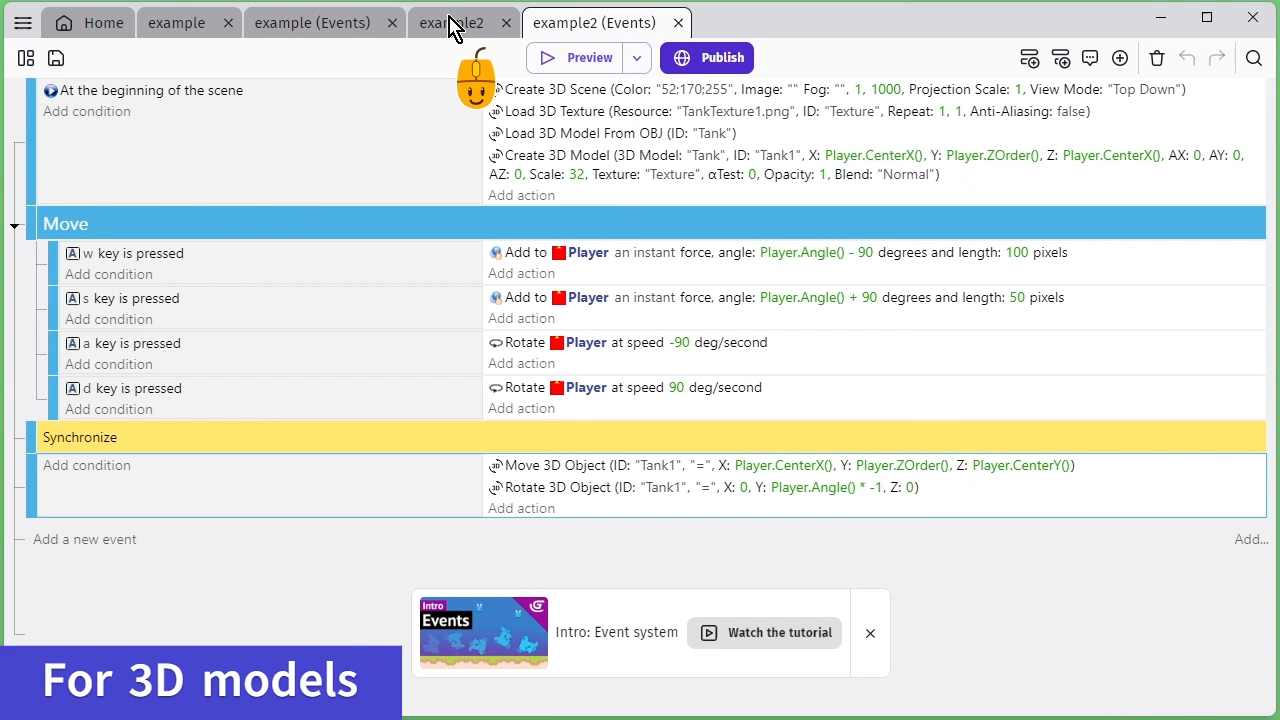 Home
example
example (Events)
example2
example2 (Events)
Preview
Publish
At the beginning of the scene
Add condition
Create 3D Scene (Color: "52;170;255", Image: "" Fog: "", 1, 1000, Projection Scale: 1, View Mode: "Top Down")
Load 3D Texture (Resource: "TankTexture1.png", ID: "Texture", Repeat: 1, 1, Anti-Aliasing: false)
Load 3D Model From OBJ (ID: "Tank")
Create 3D Model (3D Model: "Tank", ID: "Tank1", X: Player.CenterX(), Y: Player.ZOrder(), Z: Player.CenterX(), AX: 0, AY: 0,
AZ: 0, Scale: 32, Texture: "Texture", αTest: 0, Opacity: 1, Blend: "Normal")
Add action
Move
A w key is pressed
Add condition
Add to Player an instant force, angle: Player.Angle() - 90 degrees and length: 100 pixels
Add action
A s key is pressed
Add condition
Add to Player an instant force, angle: Player.Angle() + 90 degrees and length: 50 pixels
Add action
A a key is pressed
Add condition
Rotate Player at speed -90 deg/second
Add action
A d key is pressed
Add condition
Rotate Player at speed 90 deg/second
Add action
Synchronize
Add condition
3D Move 3D Object (ID: "Tank1", "=", X: Player.CenterX(), Y: Player.ZOrder(), Z: Player.CenterY())
3D Rotate 3D Object (ID: "Tank1", "=", X: 0, Y: Player.Angle() * -1, Z: 0)
Add action
Add a new event
Add...
Intro
Events
Intro: Event system
Watch the tutorial
For 3D models